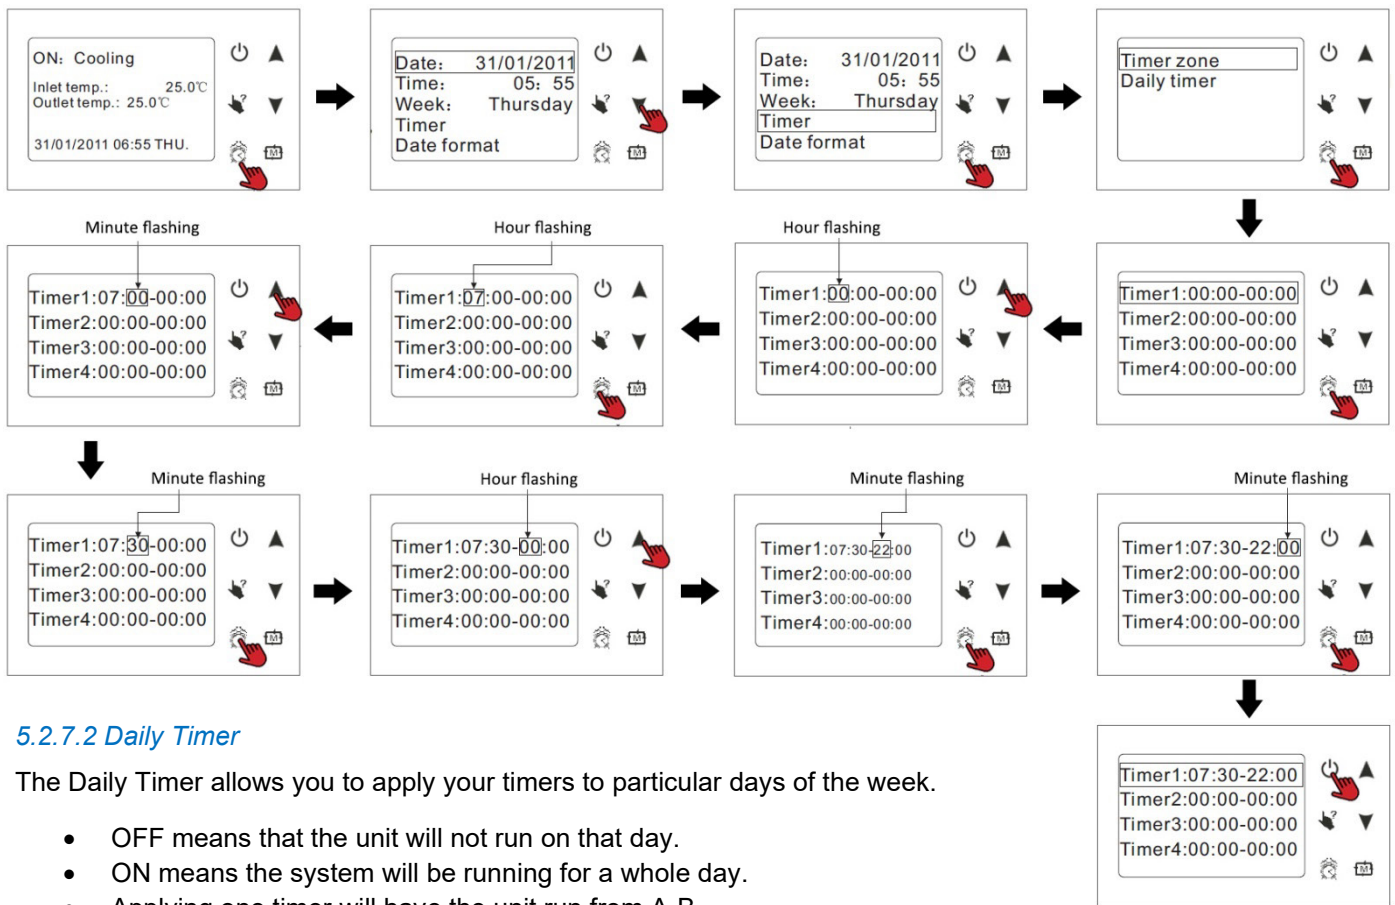 ON: Cooling
Inlet temp.: 25.0℃
Outlet temp.: 25.0℃
31/01/2011 06:55 THU.
Date: 31/01/2011
Time: 05: 55
Week: Thursday
Timer
Date format
Date: 31/01/2011
Time: 05: 55
Week: Thursday
Timer
Date format
Timer zone
Daily timer
Minute flashing
Timer1:07:00-00:00
Timer2:00:00-00:00
Timer3:00:00-00:00
Timer4:00:00-00:00
Hour flashing
Timer1:07:00-00:00
Timer2:00:00-00:00
Timer3:00:00-00:00
Timer4:00:00-00:00
Hour flashing
Timer1:00:00-00:00
Timer2:00:00-00:00
Timer3:00:00-00:00
Timer4:00:00-00:00
Timer1:00:00-00:00
Timer2:00:00-00:00
Timer3:00:00-00:00
Timer4:00:00-00:00
Minute flashing
Timer1:07:30-00:00
Timer2:00:00-00:00
Timer3:00:00-00:00
Timer4:00:00-00:00
Hour flashing
Timer1:07:30-00:00
Timer2:00:00-00:00
Timer3:00:00-00:00
Timer4:00:00-00:00
Minute flashing
Timer1:07:30-22:00
Timer2:00:00-00:00
Timer3:00:00-00:00
Timer4:00:00-00:00
Minute flashing
Timer1:07:30-22:00
Timer2:00:00-00:00
Timer3:00:00-00:00
Timer4:00:00-00:00
Timer1:07:30-22:00
Timer2:00:00-00:00
Timer3:00:00-00:00
Timer4:00:00-00:00
5.2.7.2 Daily Timer
The Daily Timer allows you to apply your timers to particular days of the week.
• OFF means that the unit will not run on that day.
• ON means the system will be running for a whole day.
Applying one timer will have the unit run from A-B